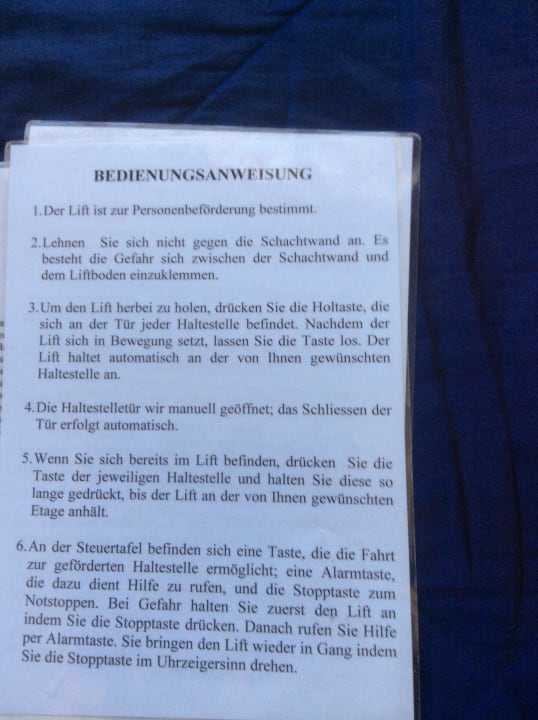 BEDIENUNGSANWEISUNG
1.Der Lift ist zur Personenbeförderung bestimmt.
2.Lehnen Sie sich nicht gegen die Schachtwand an. Es
besteht die Gefahr sich zwischen der Schachtwand und
dem Liftboden einzuklemmen.
3.Um den Lift herbei zu holen, drücken Sie die Holtaste, die
sich an der Tür jeder Haltestelle befindet. Nachdem der
Lift sich in Bewegung setzt, lassen Sie die Taste los. Der
Lift haltet automatisch an der von Ihnen gewünschten
Haltestelle an.
4.Die Haltestelletür wir manuell geöffnet; das Schliessen der
Tür erfolgt automatisch.
5.Wenn Sie sich bereits im Lift befinden, drücken Sie die
Taste der jeweiligen Haltestelle und halten Sie diese so
lange gedrückt, bis der Lift an der von Ihnen gewünschten
Etage anhält.
6.An der Steuertafel befinden sich eine Taste, die die Fahrt
zur geförderten Haltestelle ermöglicht; eine Alarmtaste,
die dazu dient Hilfe zu rufen, und die Stopptaste zum
Notstoppen. Bei Gefahr halten Sie zuerst den Lift an
indem Sie die Stopptaste drücken. Danach rufen Sie Hilfe
per Alarmtaste. Sie bringen den Lift wieder in Gang indem
Sie die Stopptaste im Uhrzeigersinn drehen.